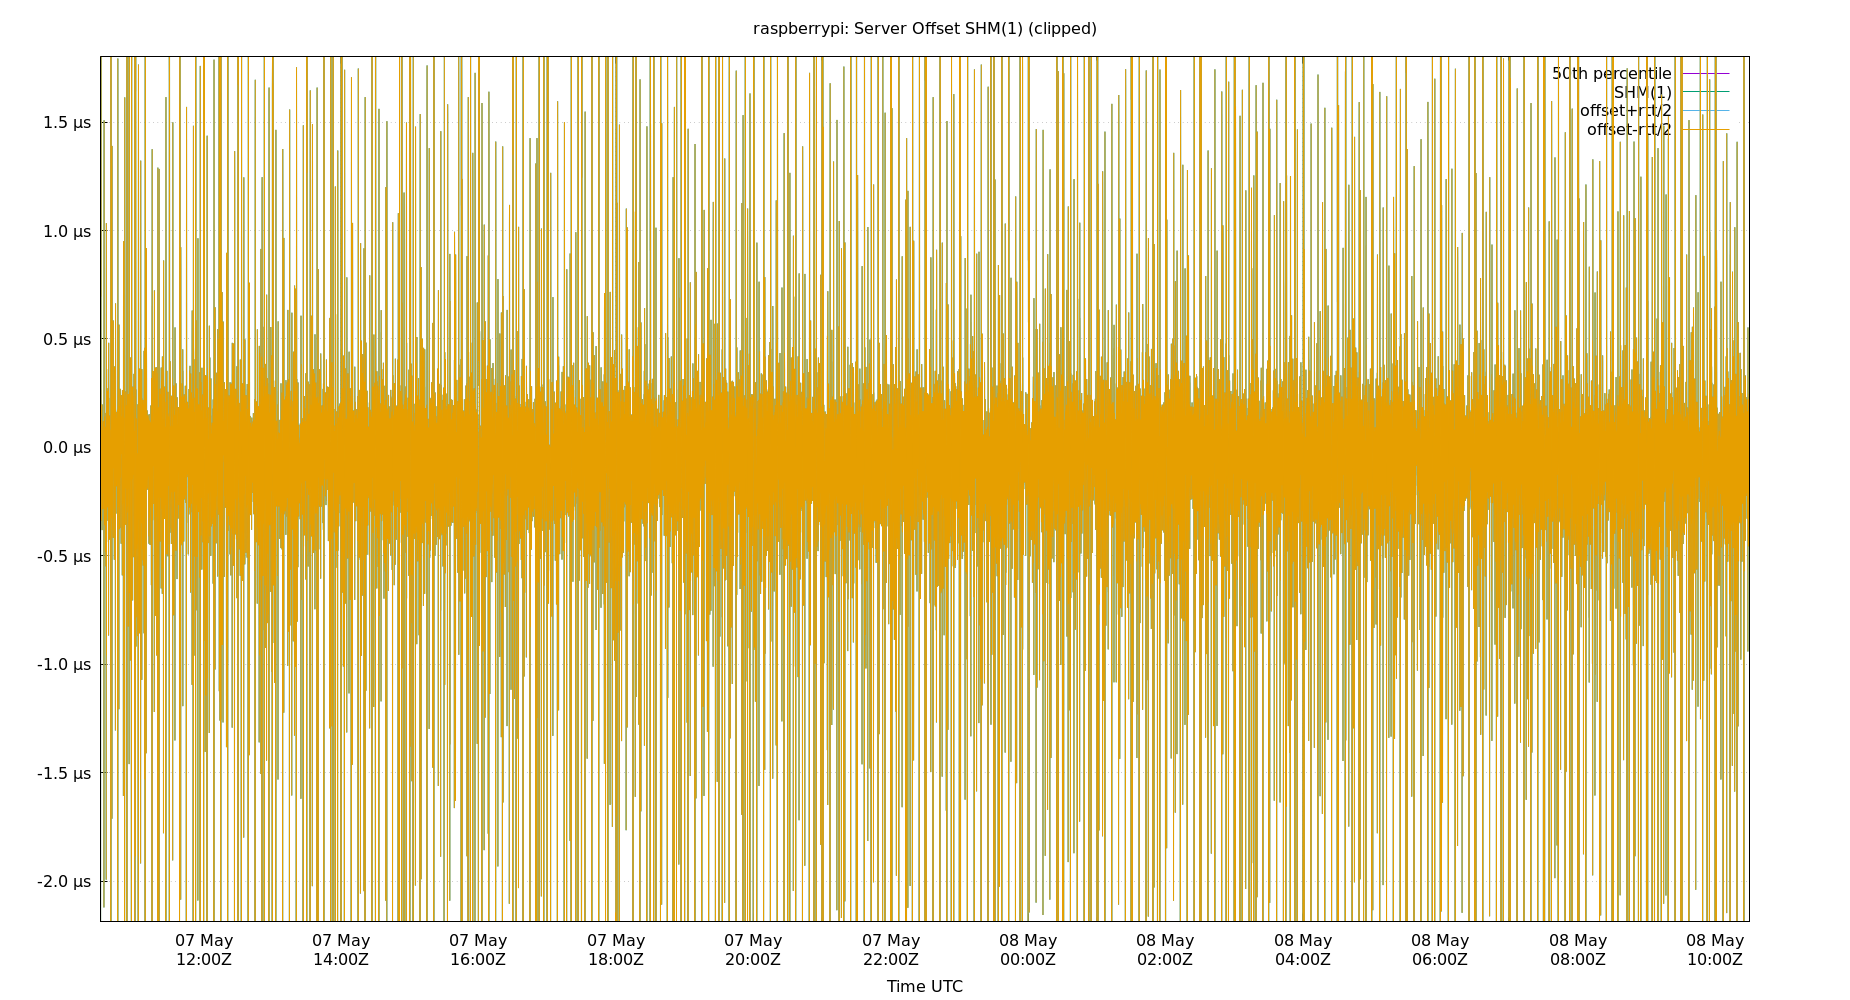 raspberrypi: Server Offset SHM(1) (clipped)
50th percentile
SHM(1)
offset+rtt/2
offset-rtt/2
1.5 µs
1.0 µs
0.5 µs
0.0 µs
-0.5 µs
-1.0 µs
-1.5 µs
-2.0 µs
07 May 07 May 07 May 07 May 07 May 07 May 08 May 08 May 08 May 08 May 08 May 08 May
12:00Z 14:00Z 16:00Z 18:00Z 20:00Z 22:00Z 00:00Z 02:00Z 04:00Z 06:00Z 08:00Z 10:00Z
Time UTC